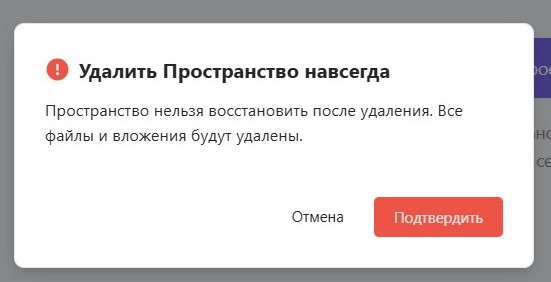 Удалить Пространство навсегда
Пространство нельзя восстановить после удаления. Все
файлы и вложения будут удалены.
Отмена
Подтвердить